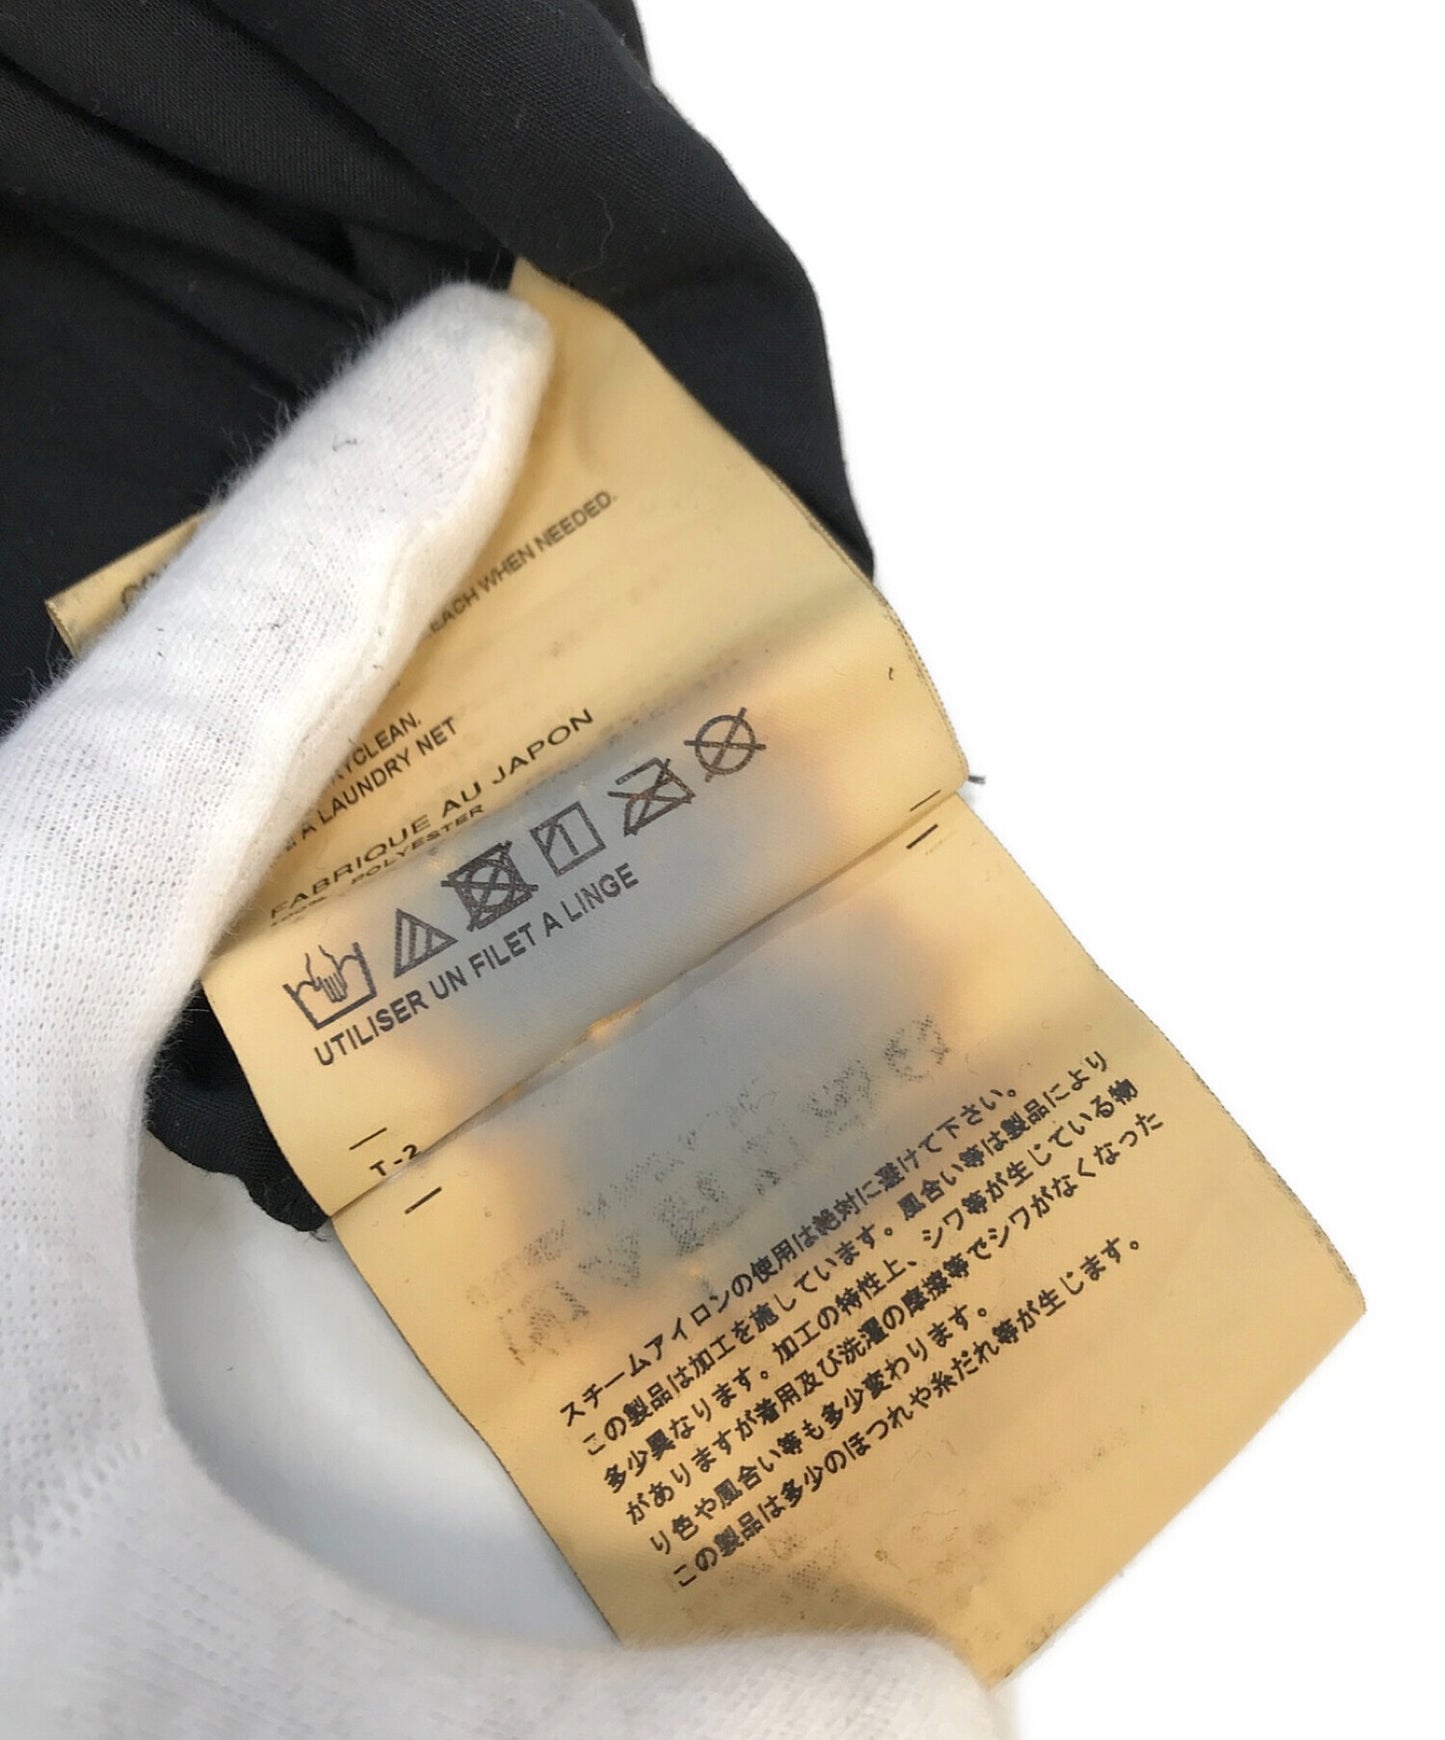 EACH WHEN NEEDED.
CLEAN.
A LAUNDRY NET
FABRIQUE AU JAPON
100% POLYESTER
UTILISER UN FILET A LINGE
T-2
スチームアイロンの使用は絶対に避けて下さい。
この製品は加工を施しています。風合い等は製品により
多少異なります。加工の特性上、シワ等が生じている物
がありますが着用及び洗濯の摩擦等でシワがなくなった
り色や風合い等も多少変わります。
この製品は多少のほつれや糸だれ等が生じます。